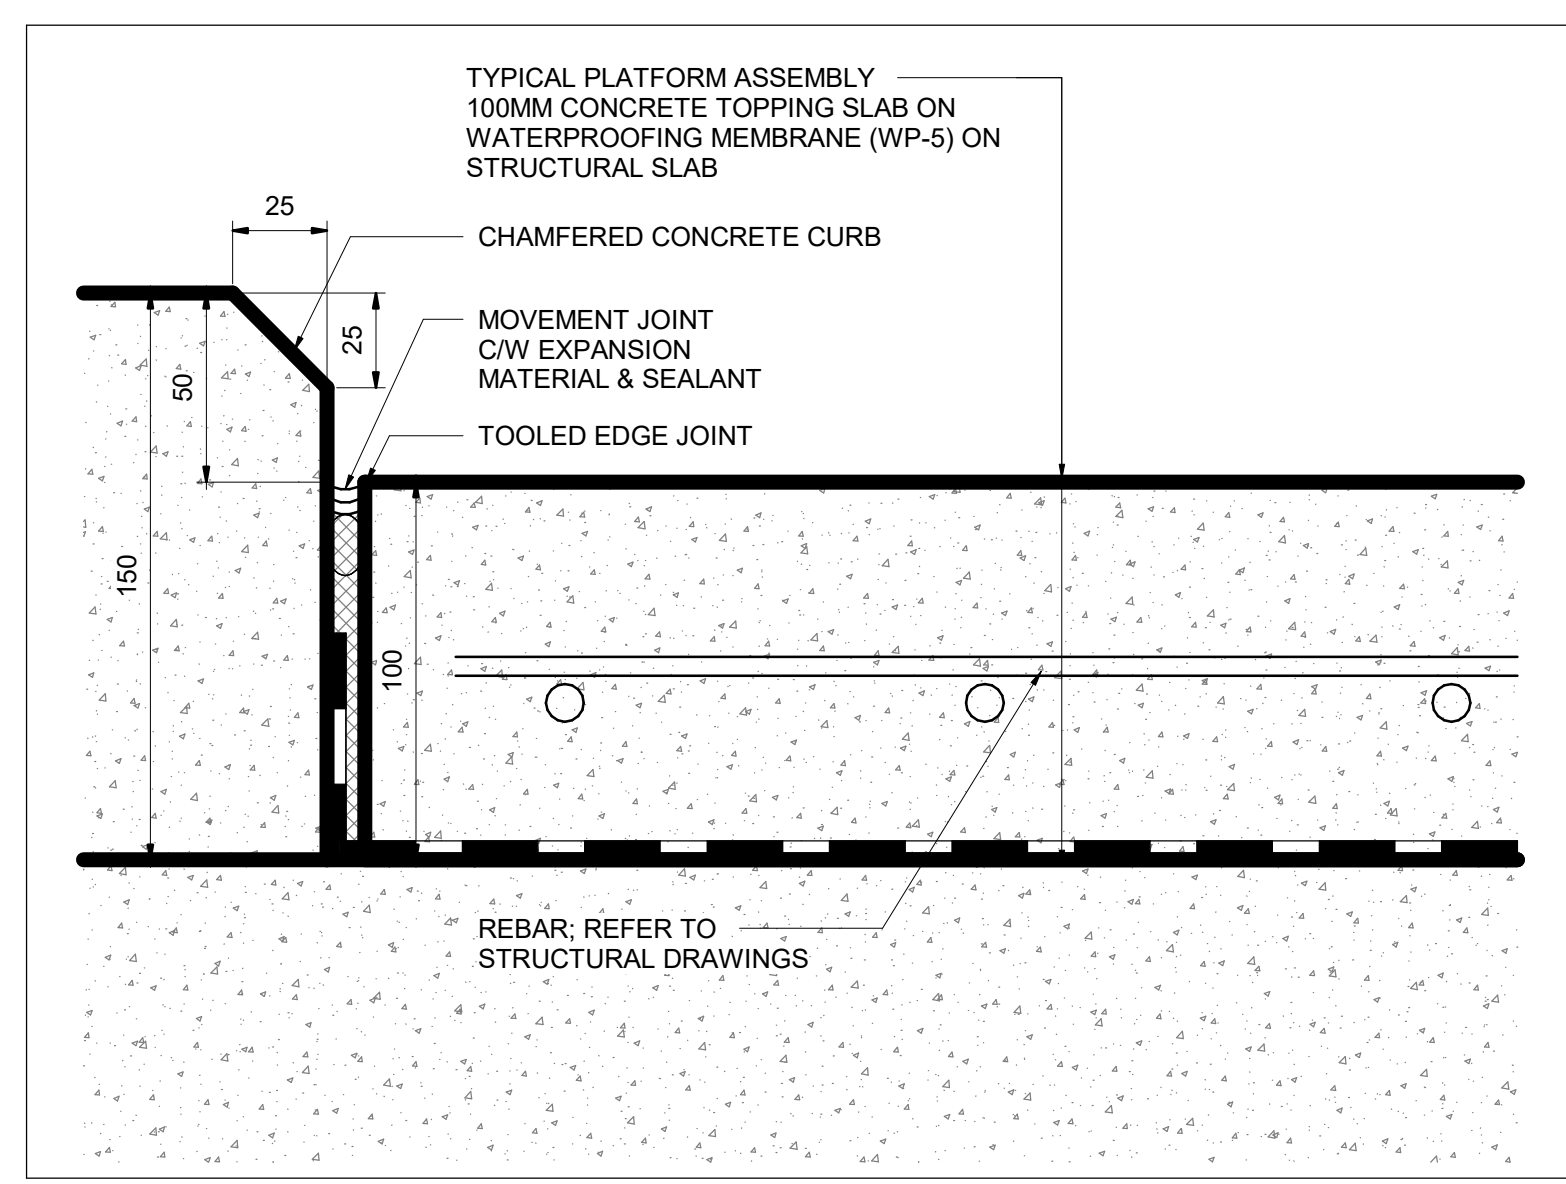 TYPICAL PLATFORM ASSEMBLY
100MM CONCRETE TOPPING SLAB ON
WATERPROOFING MEMBRANE (WP-5) ON
STRUCTURAL SLAB
25
CHAMFERED CONCRETE CURB
25
MOVEMENT JOINT
C/W EXPANSION
MATERIAL & SEALANT
50
TOOLED EDGE JOINT
150
100
REBAR; REFER TO
STRUCTURAL DRAWINGS